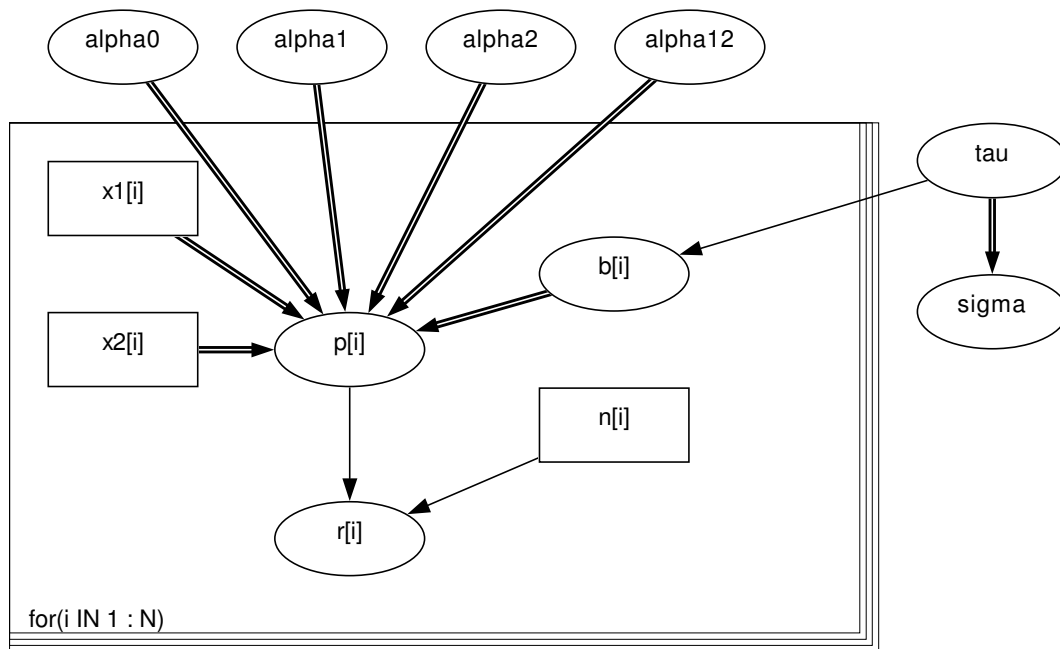 alpha0
alpha1
alpha2
alpha12
tau
x1[i]
b[i]
sigma
x2[i]
p[i]
n[i]
r[i]
for(i IN 1 : N)